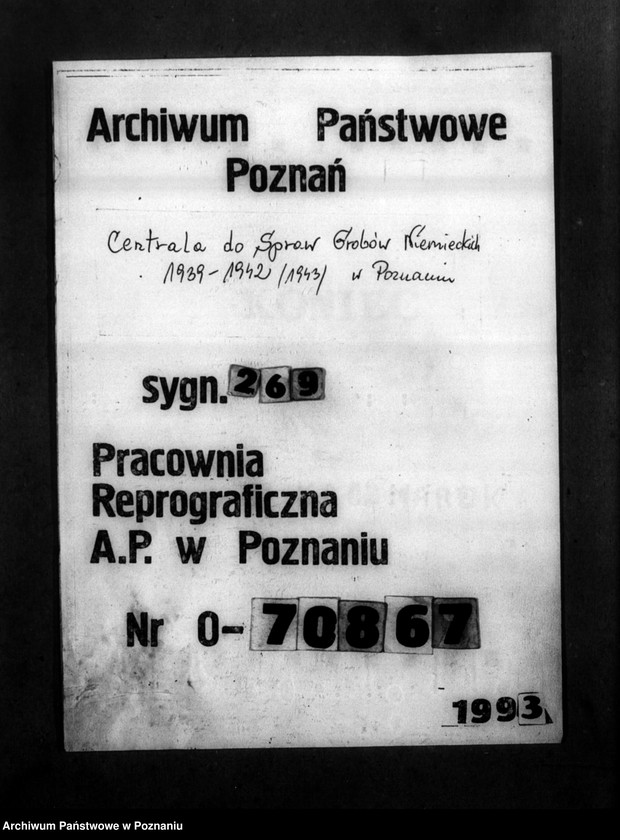 Archiwum Państwowe
Poznań
Centrala do Spraw Grobów Niemieckich
1939-1942 /1943/ w Poznaniu
sygn. 269
Pracownia
Reprograficzna
A.P. w Poznaniu
Nr 0-70867
1993
Archiwum Państwowe w Poznaniu